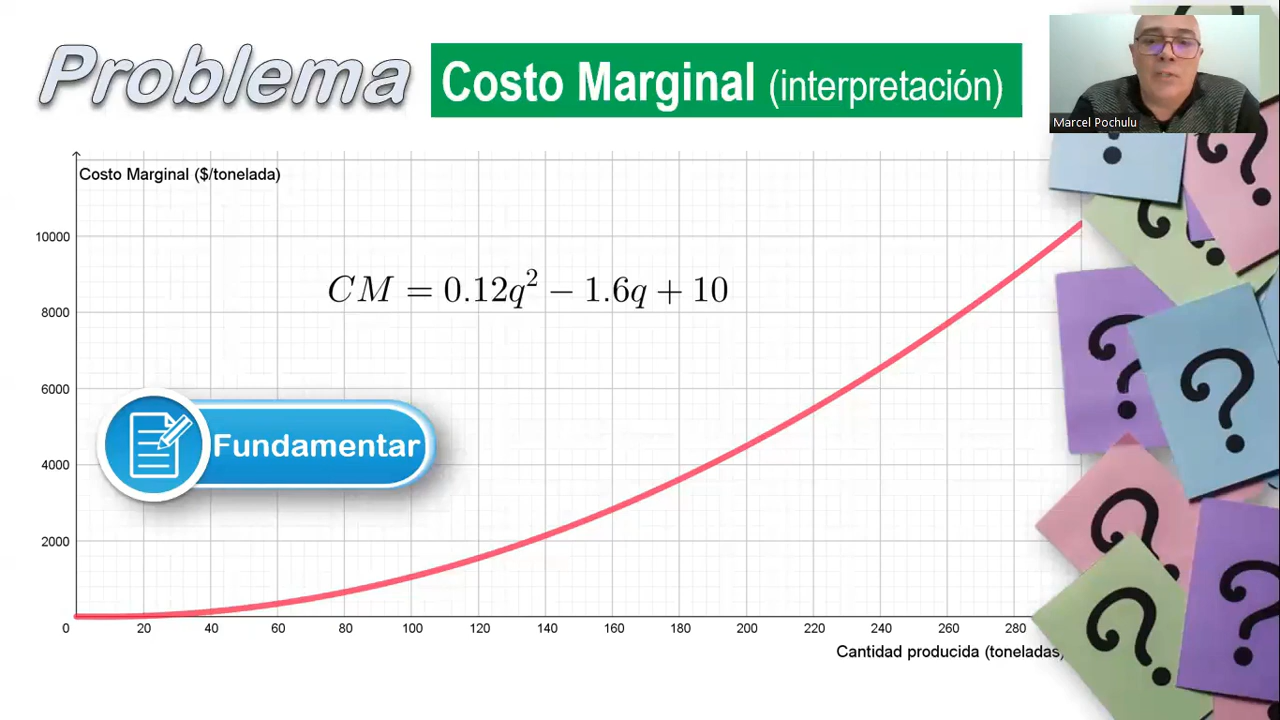 Problema
Costo Marginal (interpretación)
Marcel Pochulu
Costo Marginal ($/tonelada)
10000
CM = 0.12q² − 1.6q + 10
8000
6000
Fundamentar
4000
2000
0 20 40 60 80 100 120 140 160 180 200 220 240 260 280
Cantidad producida (toneladas)
? ? ? ? ? ? ? ? ? ?